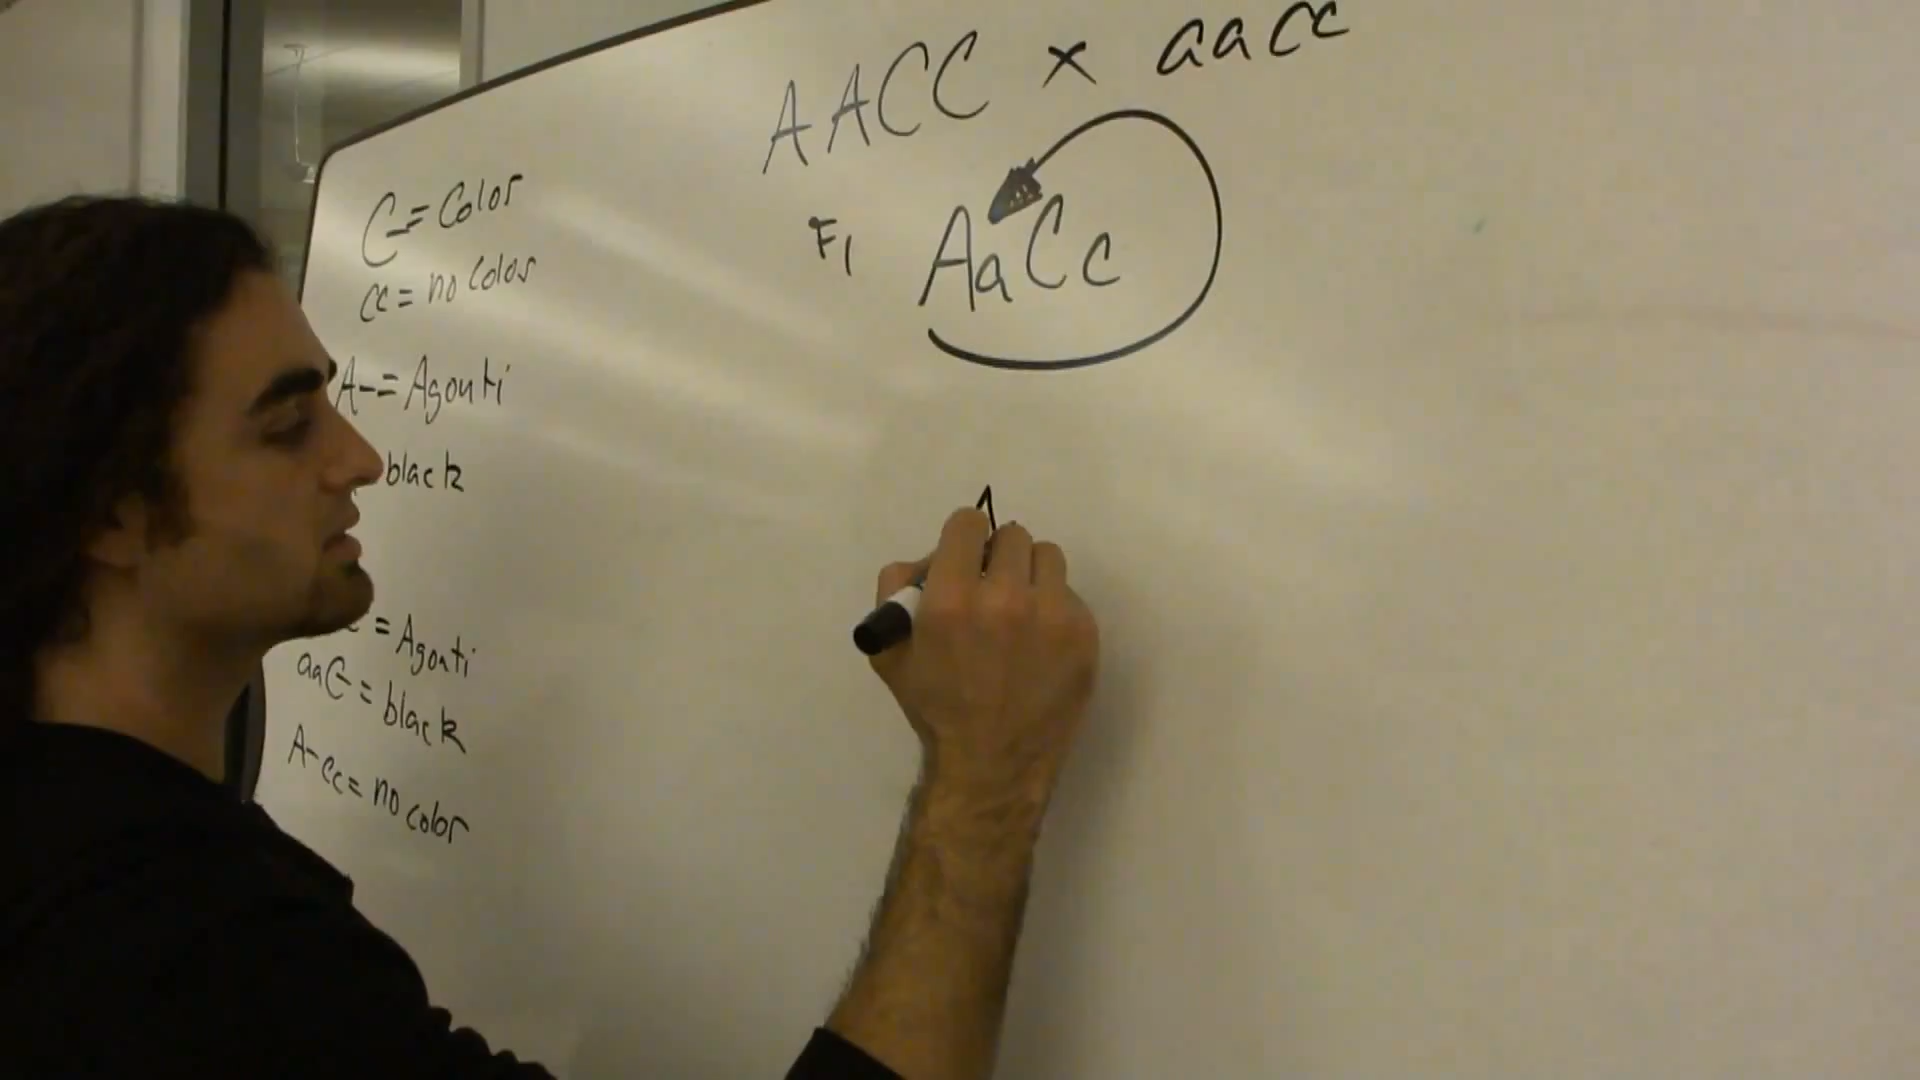 AACC x aacc
F1 AaCc
C-= Color
cc = no Color
A-= Agouti
black
= Agouti
aaC- = black
A-cc = no color